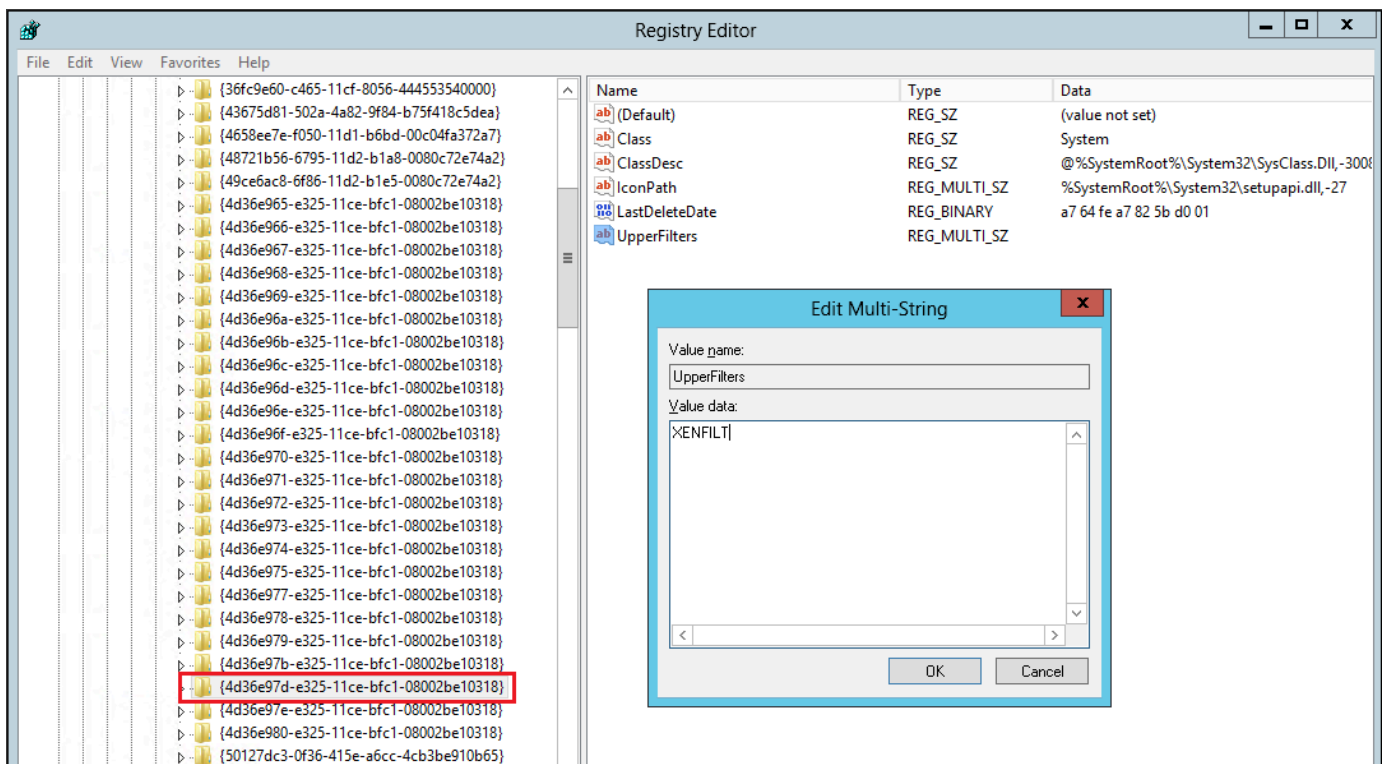 Registry Editor
File Edit View Favorites Help
{36fc9e60-c465-11cf-8056-444553540000}
{43675d81-502a-4a82-9f84-b75f418c5dea}
{4658ee7e-f050-11d1-b6bd-00c04fa372a7}
{48721b56-6795-11d2-b1a8-0080c72e74a2}
{49ce6ac8-6f86-11d2-b1e5-0080c72e74a2}
{4d36e965-e325-11ce-bfc1-08002be10318}
{4d36e966-e325-11ce-bfc1-08002be10318}
{4d36e967-e325-11ce-bfc1-08002be10318}
{4d36e968-e325-11ce-bfc1-08002be10318}
{4d36e969-e325-11ce-bfc1-08002be10318}
{4d36e96a-e325-11ce-bfc1-08002be10318}
{4d36e96b-e325-11ce-bfc1-08002be10318}
{4d36e96c-e325-11ce-bfc1-08002be10318}
{4d36e96d-e325-11ce-bfc1-08002be10318}
{4d36e96e-e325-11ce-bfc1-08002be10318}
{4d36e96f-e325-11ce-bfc1-08002be10318}
{4d36e970-e325-11ce-bfc1-08002be10318}
{4d36e971-e325-11ce-bfc1-08002be10318}
{4d36e972-e325-11ce-bfc1-08002be10318}
{4d36e973-e325-11ce-bfc1-08002be10318}
{4d36e974-e325-11ce-bfc1-08002be10318}
{4d36e975-e325-11ce-bfc1-08002be10318}
{4d36e977-e325-11ce-bfc1-08002be10318}
{4d36e978-e325-11ce-bfc1-08002be10318}
{4d36e979-e325-11ce-bfc1-08002be10318}
{4d36e97b-e325-11ce-bfc1-08002be10318}
{4d36e97d-e325-11ce-bfc1-08002be10318}
{4d36e97e-e325-11ce-bfc1-08002be10318}
{4d36e980-e325-11ce-bfc1-08002be10318}
{50127dc3-0f36-415e-a6cc-4cb3be910b65}
Name Type Data
(Default) REG_SZ (value not set)
Class REG_SZ System
ClassDesc REG_SZ @%SystemRoot%\System32\SysClass.Dll,-3008
IconPath REG_MULTI_SZ %SystemRoot%\System32\setupapi.dll,-27
LastDeleteDate REG_BINARY a7 64 fe a7 82 5b d0 01
UpperFilters REG_MULTI_SZ
Edit Multi-String
Value name:
UpperFilters
Value data:
XENFILT
OK Cancel